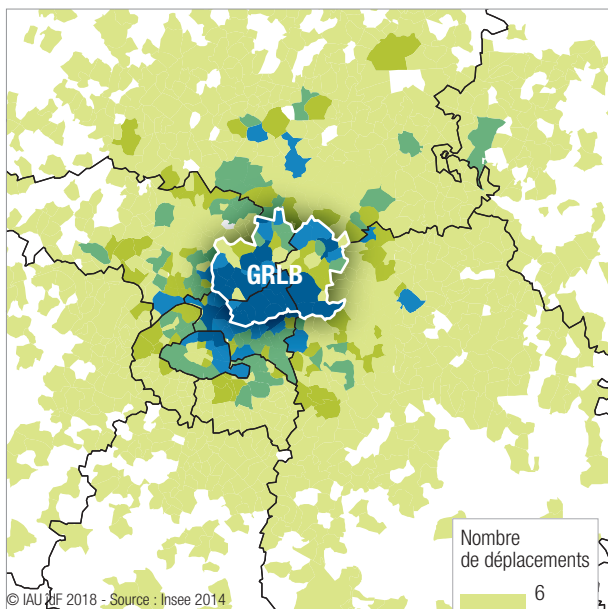 GRLB
Nombre
de déplacements
6
© IAU îdF 2018 - Source : Insee 2014